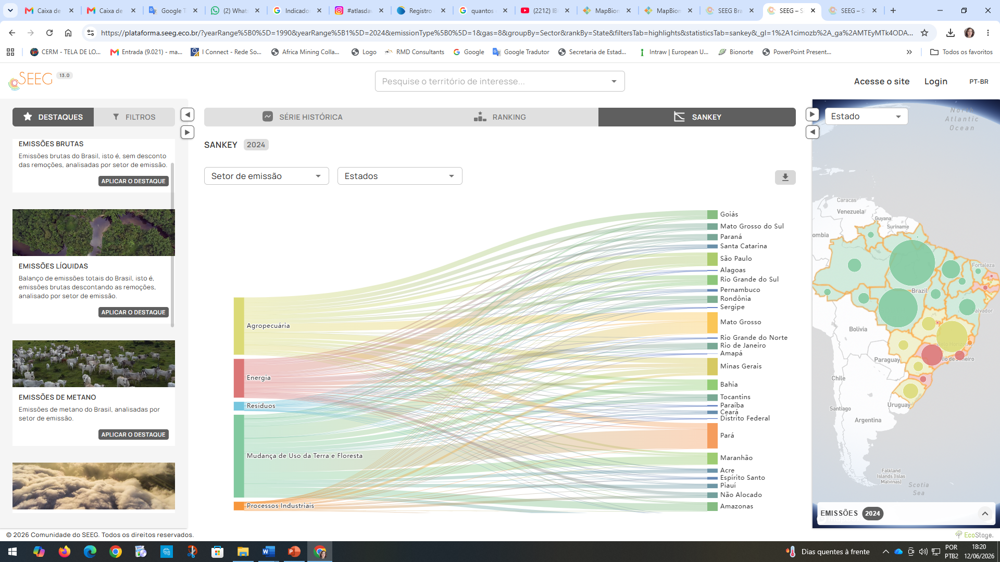 Caixa de
Caixa de
Google T
(2) Whats
Indicado
#atlasda
Registro
quantos
(2212) IB
MapBion
MapBion
SEEG Bra
SEEG – S
SEEG – S
https://plataforma.seeg.eco.br/?yearRange%5B0%5D=1990&yearRange%5B1%5D=2024&emissionType%5B0%5D=1&gas=8&groupBy=Sector&rankBy=State&filtersTab=highlights&statisticsTab=sankey&_gl=1%2A1cimozb%2A_ga%2AMTEyMTk4ODA...
CERM - TELA DE LO...
Entrada (9.021) - ma...
I Connect - Rede So...
Africa Mining Colla...
Logo
RMD Consultants
Google
Google Tradutor
Secretaria de Estad...
Intraw | European U...
Bionorte
PowerPoint Present...
Todos os favoritos
SEEG 13.0
Pesquise o território de interesse...
Acesse o site
Login
PT-BR
DESTAQUES
FILTROS
EMISSÕES BRUTAS
Emissões brutas do Brasil, isto é, sem desconto
das remoções, analisadas por setor de emissão.
APLICAR O DESTAQUE
EMISSÕES LÍQUIDAS
Balanço de emissões totais do Brasil, isto é,
emissões brutas descontando as remoções,
analisado por setor de emissão.
APLICAR O DESTAQUE
EMISSÕES DE METANO
Emissões de metano do Brasil, analisadas por
setor de emissão.
APLICAR O DESTAQUE
SÉRIE HISTÓRICA
RANKING
SANKEY
SANKEY 2024
Setor de emissão
Estados
Agropecuária
Energia
Resíduos
Mudança de Uso da Terra e Floresta
Processos Industriais
Goiás
Mato Grosso do Sul
Paraná
Santa Catarina
São Paulo
Alagoas
Rio Grande do Sul
Pernambuco
Rondônia
Sergipe
Mato Grosso
Rio Grande do Norte
Rio de Janeiro
Amapá
Minas Gerais
Bahia
Tocantins
Paraíba
Ceará
Distrito Federal
Pará
Maranhão
Acre
Espírito Santo
Piauí
Não Alocado
Amazonas
Estado
North
Atlantic
Ocean
Caracas
Venezuela
Guyana
Suriname
ombia
Fortaleza
Brazil
alvador
Bolivia
Paraguay
Chile
Uruguay
Santiago
Argentina
Falkland
Islands (Islas
Malvinas)
Scotia
Sea
EMISSÕES 2024
© 2026 Comunidade do SEEG. Todos os direitos reservados.
EcoStage.
Dias quentes à frente
POR
PTB2
18:20
12/06/2026